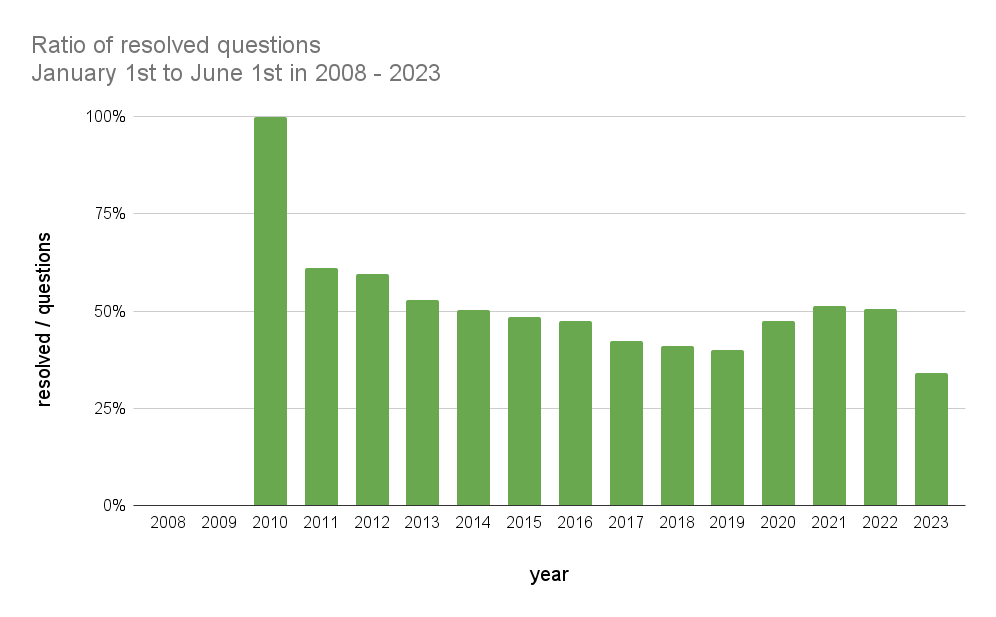 Ratio of resolved questions
January 1st to June 1st in 2008 - 2023
100%
75%
50%
25%
0%
resolved / questions
2008 2009 2010 2011 2012 2013 2014 2015 2016 2017 2018 2019 2020 2021 2022 2023
year